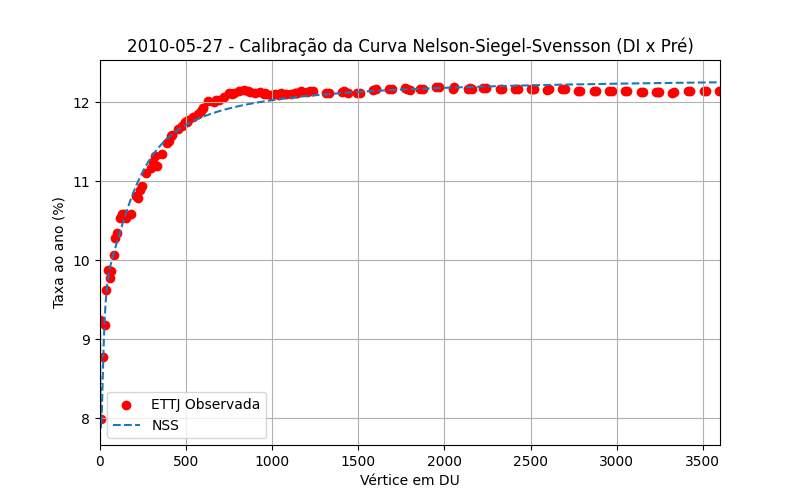 2010-05-27 - Calibração da Curva Nelson-Siegel-Svensson (DI x Pré)
Taxa ao ano (%)
12
11
10
9
8
ETTJ Observada
NSS
0 500 1000 1500 2000 2500 3000 3500
Vértice em DU